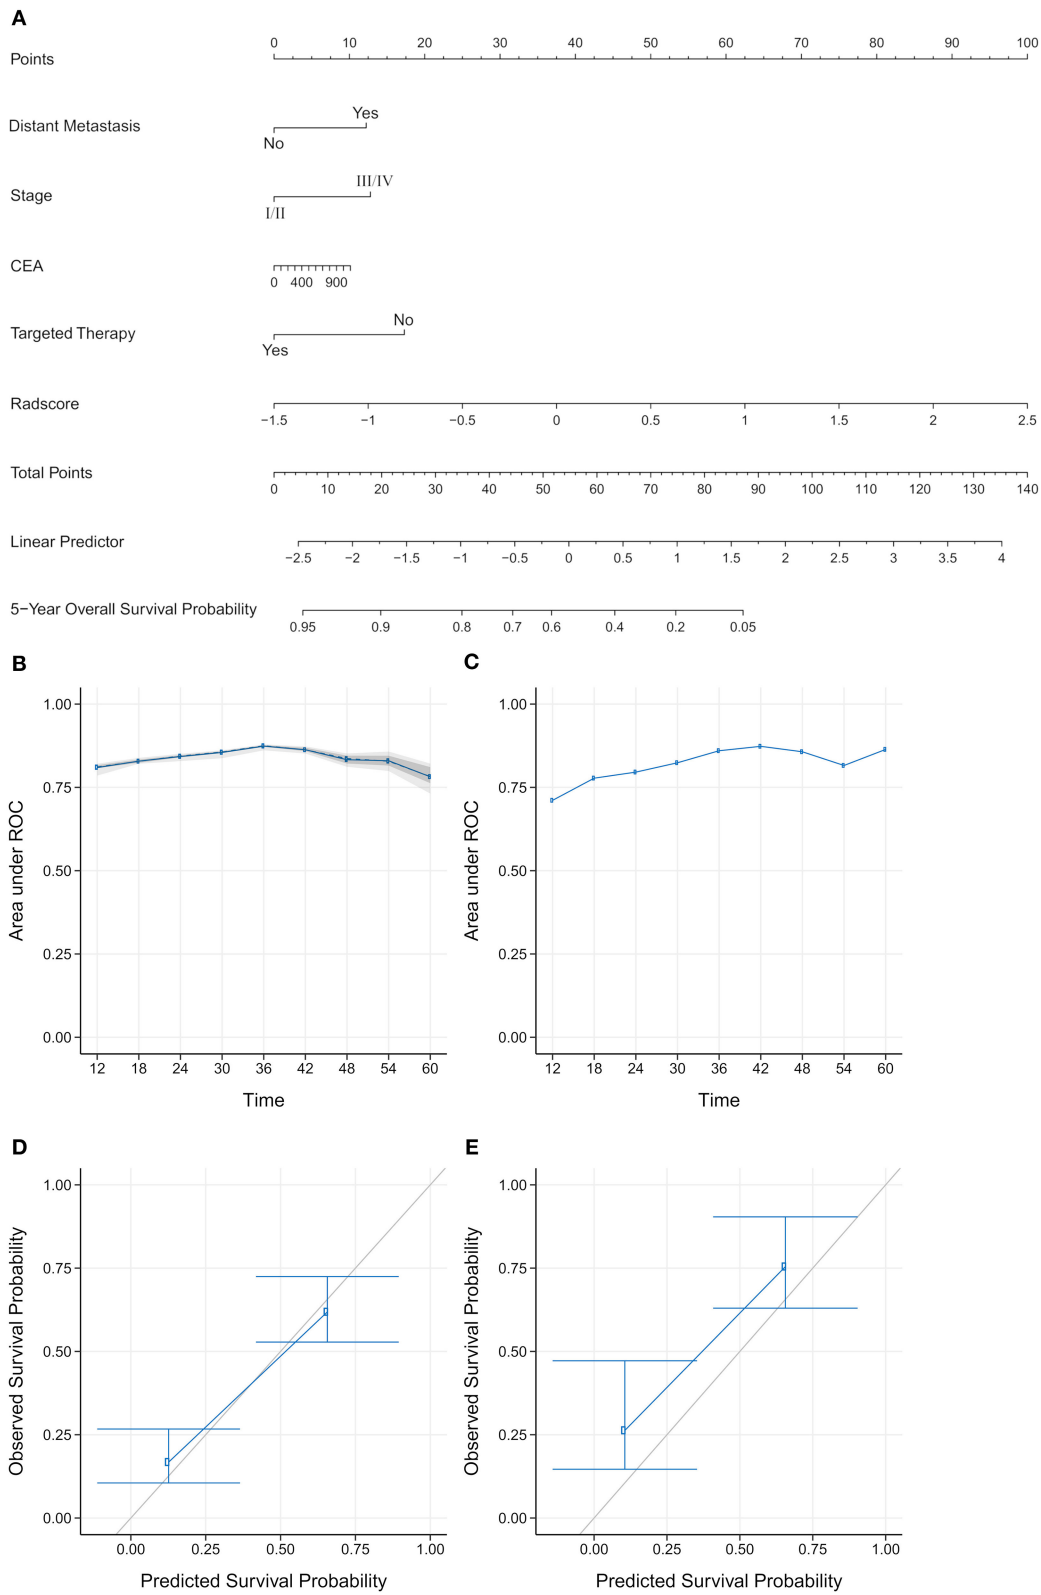 A
Points
0 10 20 30 40 50 60 70 80 90 100
Distant Metastasis
Yes
No
Stage
III/IV
I/II
CEA
0 400 900
Targeted Therapy
No
Yes
Radscore
−1.5 −1 −0.5 0 0.5 1 1.5 2 2.5
Total Points
0 10 20 30 40 50 60 70 80 90 100 110 120 130 140
Linear Predictor
−2.5 −2 −1.5 −1 −0.5 0 0.5 1 1.5 2 2.5 3 3.5 4
5−Year Overall Survival Probability
0.95 0.9 0.8 0.7 0.6 0.4 0.2 0.05
B
Area under ROC
1.00
0.75
0.50
0.25
0.00
12 18 24 30 36 42 48 54 60
Time
C
Area under ROC
1.00
0.75
0.50
0.25
0.00
12 18 24 30 36 42 48 54 60
Time
D
Observed Survival Probability
1.00
0.75
0.50
0.25
0.00
0.00 0.25 0.50 0.75 1.00
Predicted Survival Probability
E
Observed Survival Probability
1.00
0.75
0.50
0.25
0.00
0.00 0.25 0.50 0.75 1.00
Predicted Survival Probability